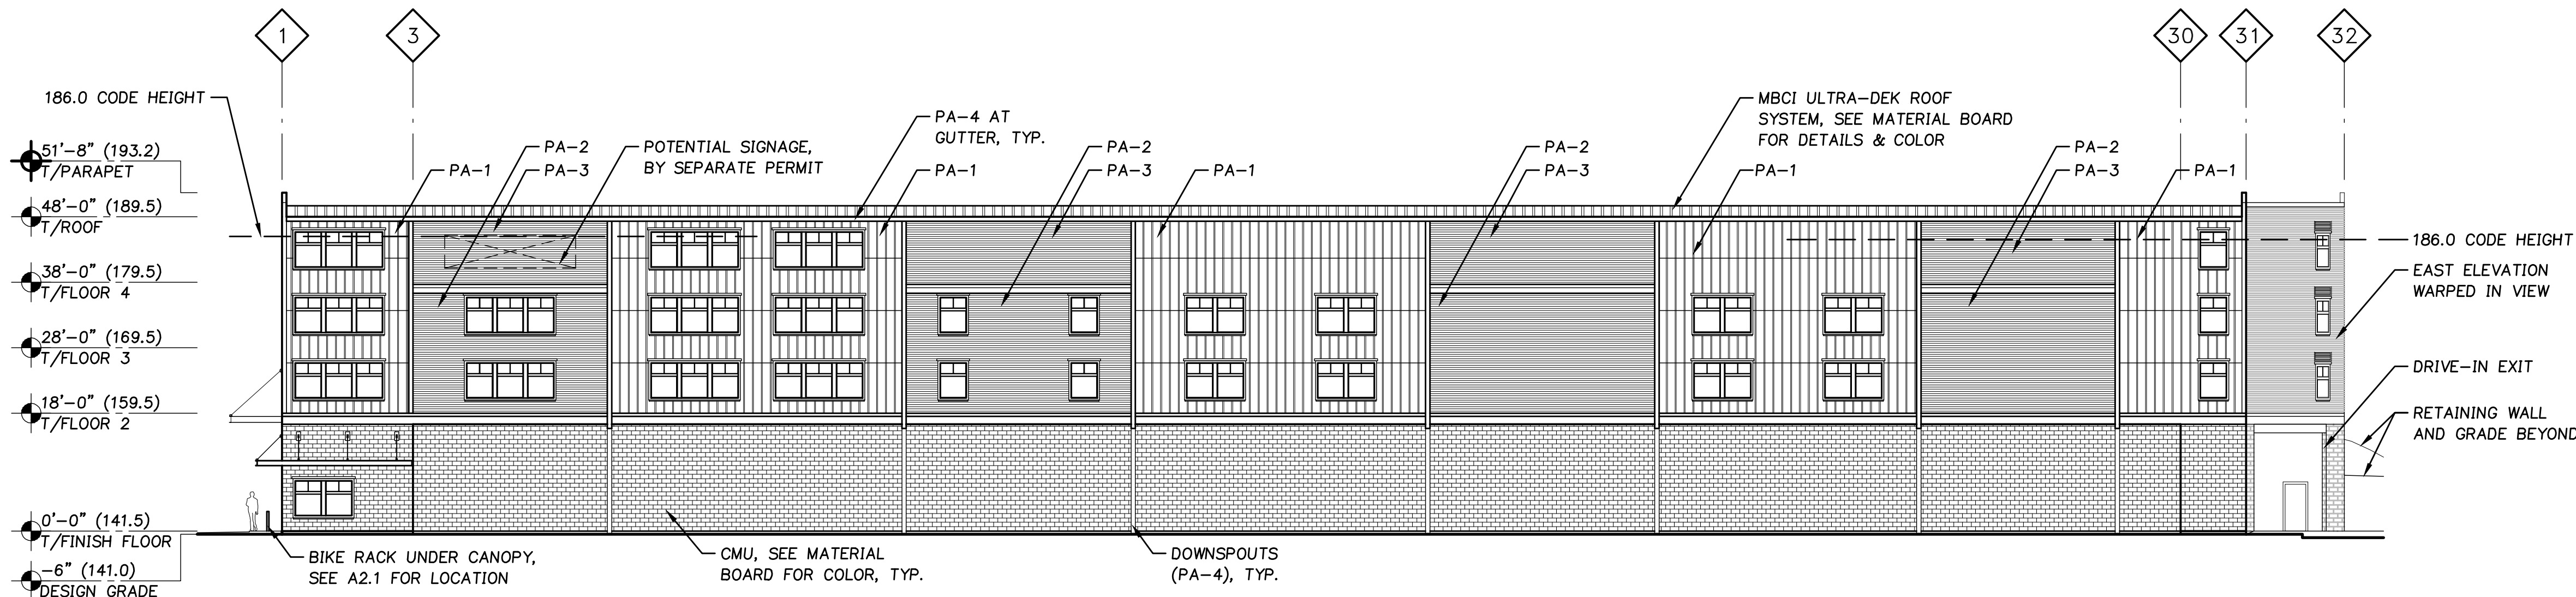 1
3
30
31
32
186.0 CODE HEIGHT
51'-8" (193.2)
T/PARAPET
48'-0" (189.5)
T/ROOF
38'-0" (179.5)
T/FLOOR 4
28'-0" (169.5)
T/FLOOR 3
18'-0" (159.5)
T/FLOOR 2
0'-0" (141.5)
T/FINISH FLOOR
-6" (141.0)
DESIGN GRADE
PA-1
PA-2
PA-3
POTENTIAL SIGNAGE,
BY SEPARATE PERMIT
PA-4 AT
GUTTER, TYP.
PA-1
PA-2
PA-3
PA-1
PA-2
PA-3
MBCI ULTRA-DEK ROOF
SYSTEM, SEE MATERIAL BOARD
FOR DETAILS & COLOR
PA-1
PA-2
PA-3
PA-1
186.0 CODE HEIGHT
EAST ELEVATION
WARPED IN VIEW
DRIVE-IN EXIT
RETAINING WALL
AND GRADE BEYOND
BIKE RACK UNDER CANOPY,
SEE A2.1 FOR LOCATION
CMU, SEE MATERIAL
BOARD FOR COLOR, TYP.
DOWNSPOUTS
(PA-4), TYP.